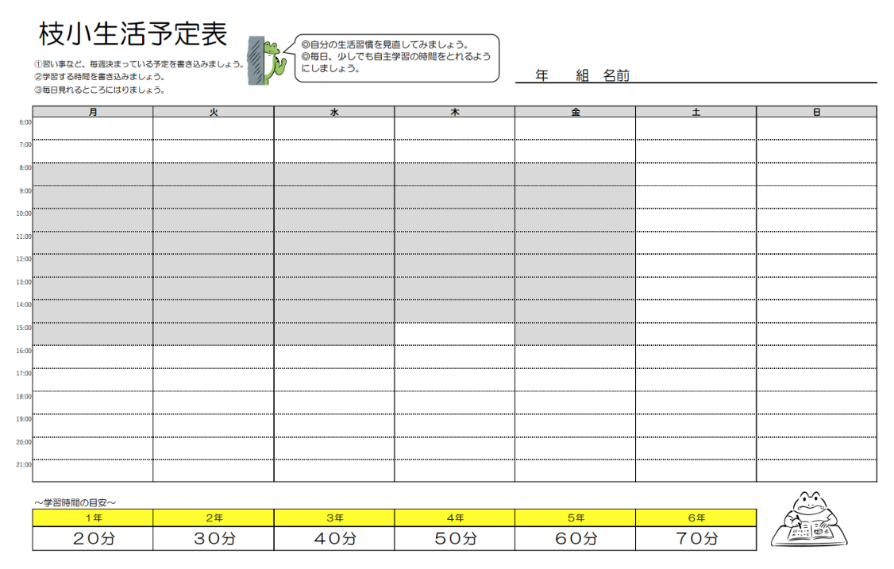 枝小生活予定表
①習い事など、毎週決まっている予定を書き込みましょう。
②学習する時間を書き込みましょう。
③毎日見れるところにはりましょう。
◎自分の生活習慣を見直してみましょう。
◎毎日、少しでも自主学習の時間をとれるよう
にしましょう。
年 組 名前
月 火 水 木 金 土 日
6:00
7:00
8:00
9:00
10:00
11:00
12:00
13:00
14:00
15:00
16:00
17:00
18:00
19:00
20:00
21:00
～学習時間の目安～
1年 2年 3年 4年 5年 6年
20分 30分 40分 50分 60分 70分